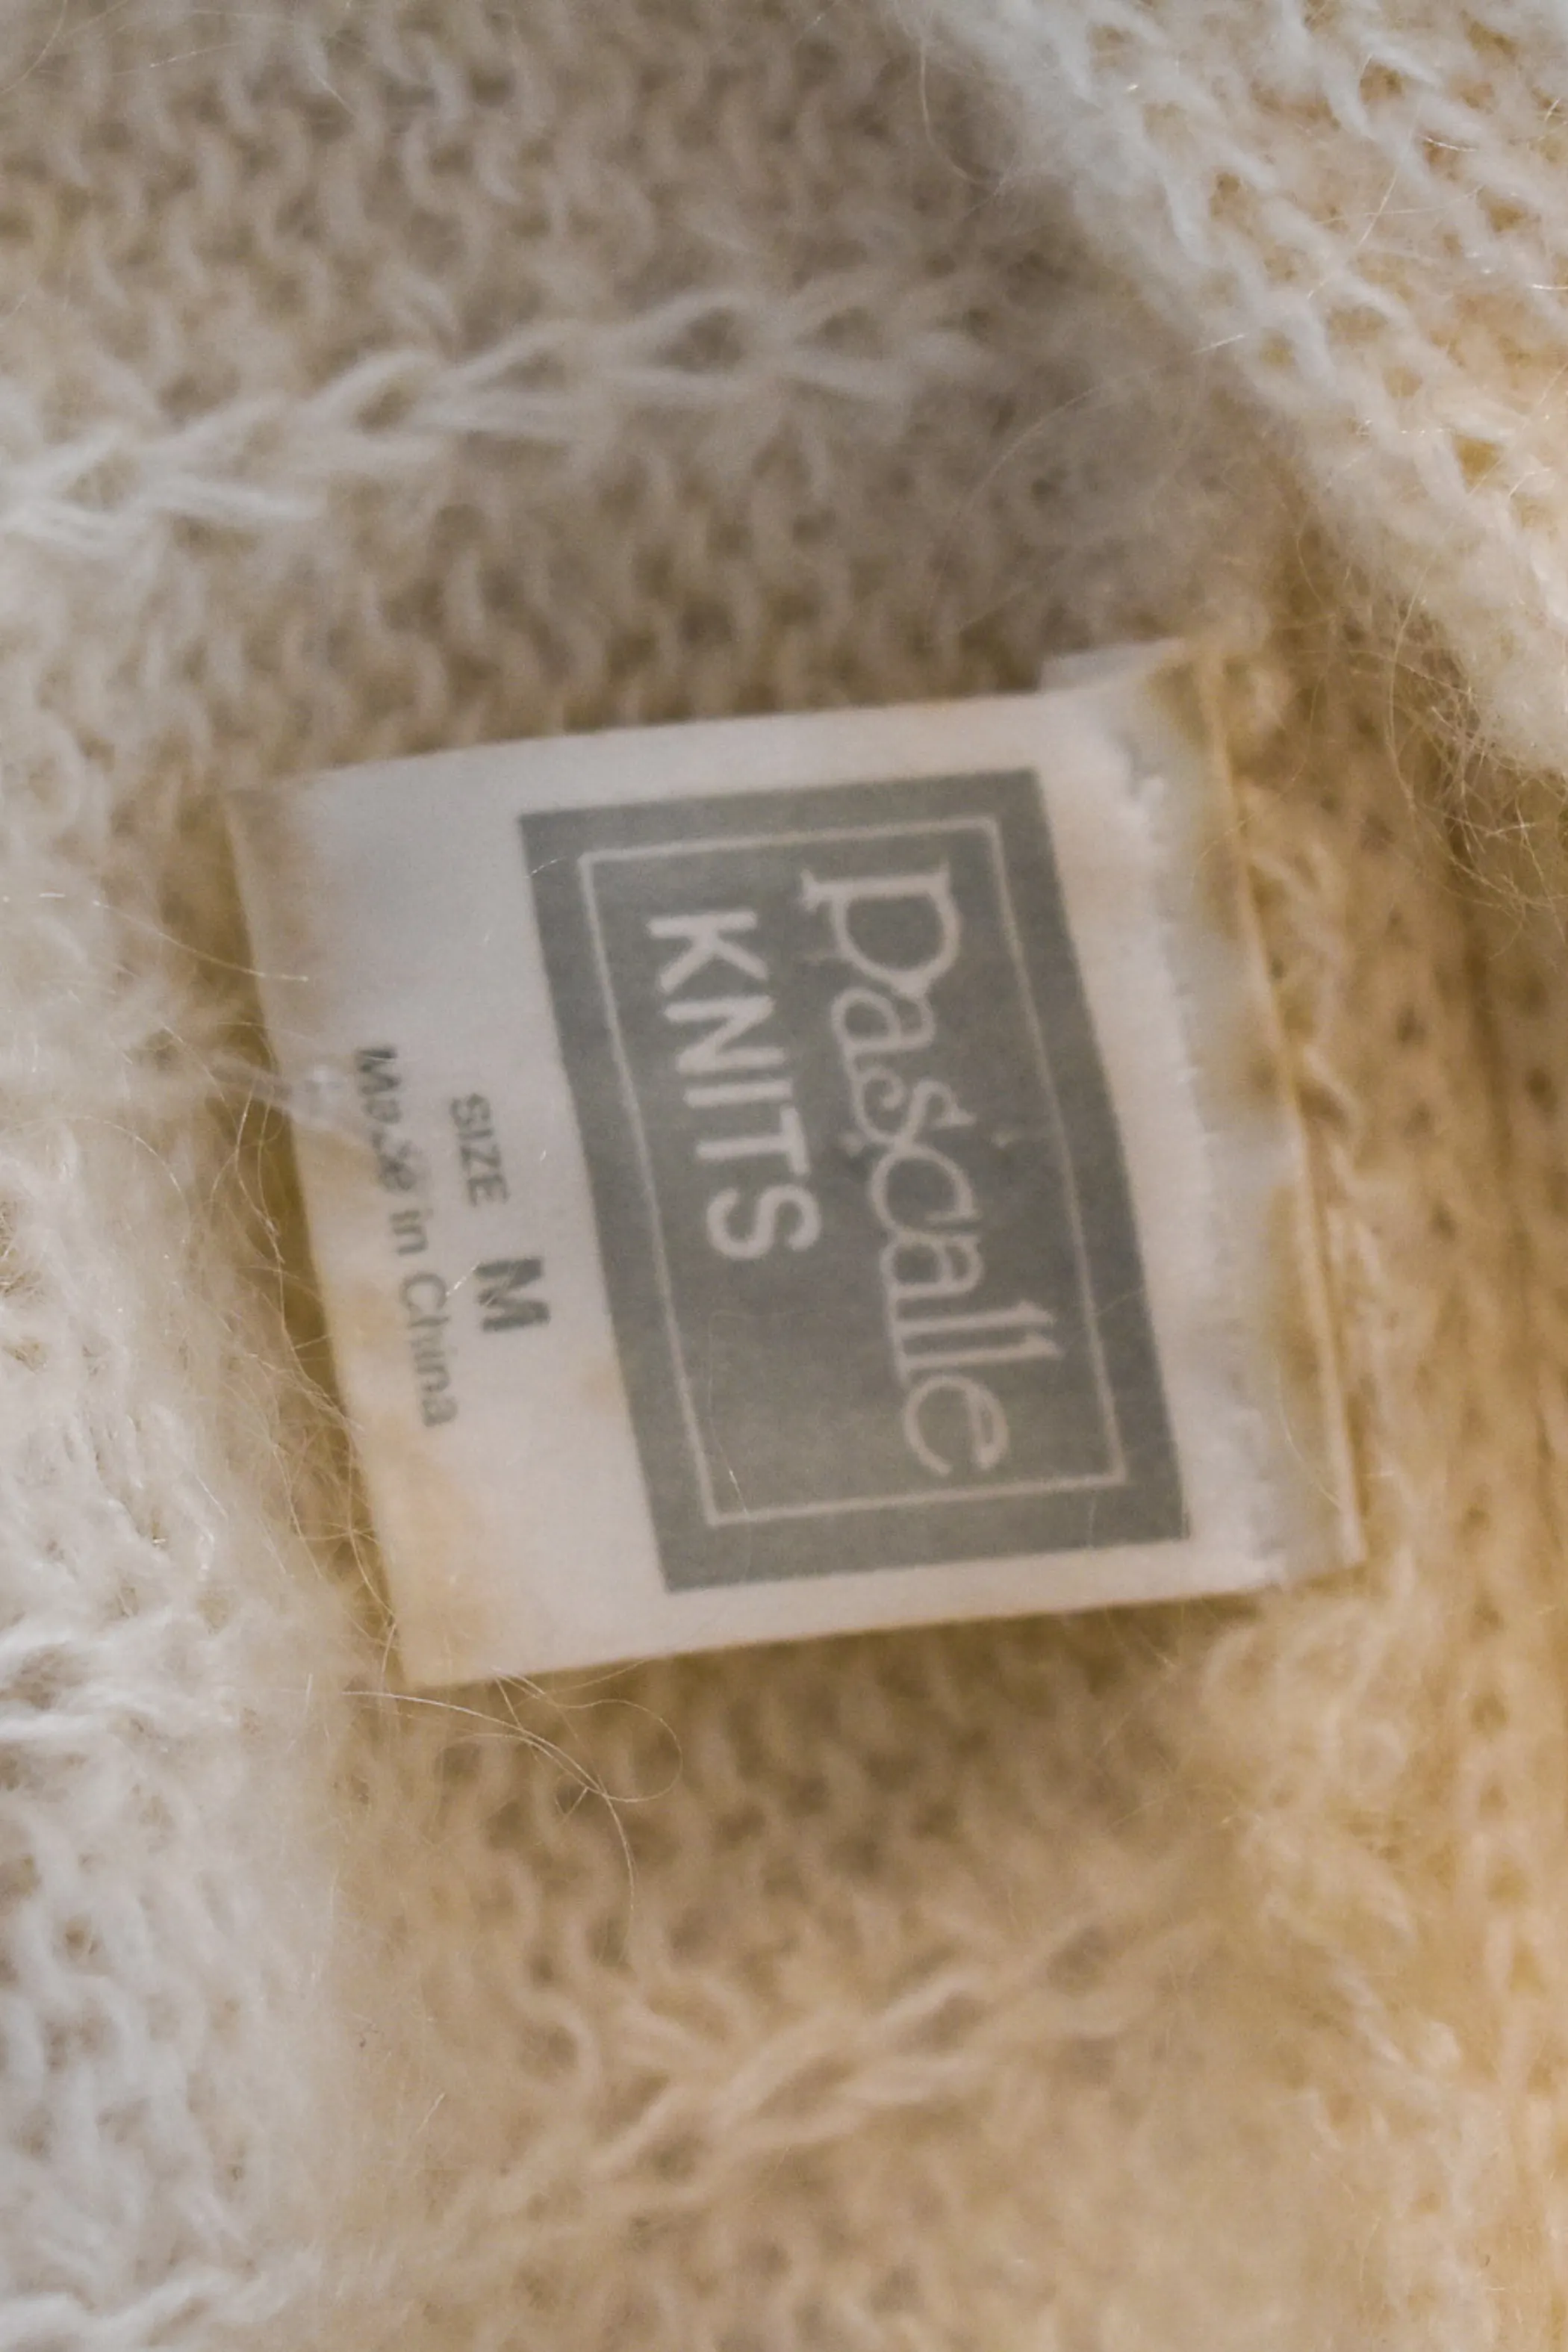 pascalle
KNITS
SIZE M
Made in China